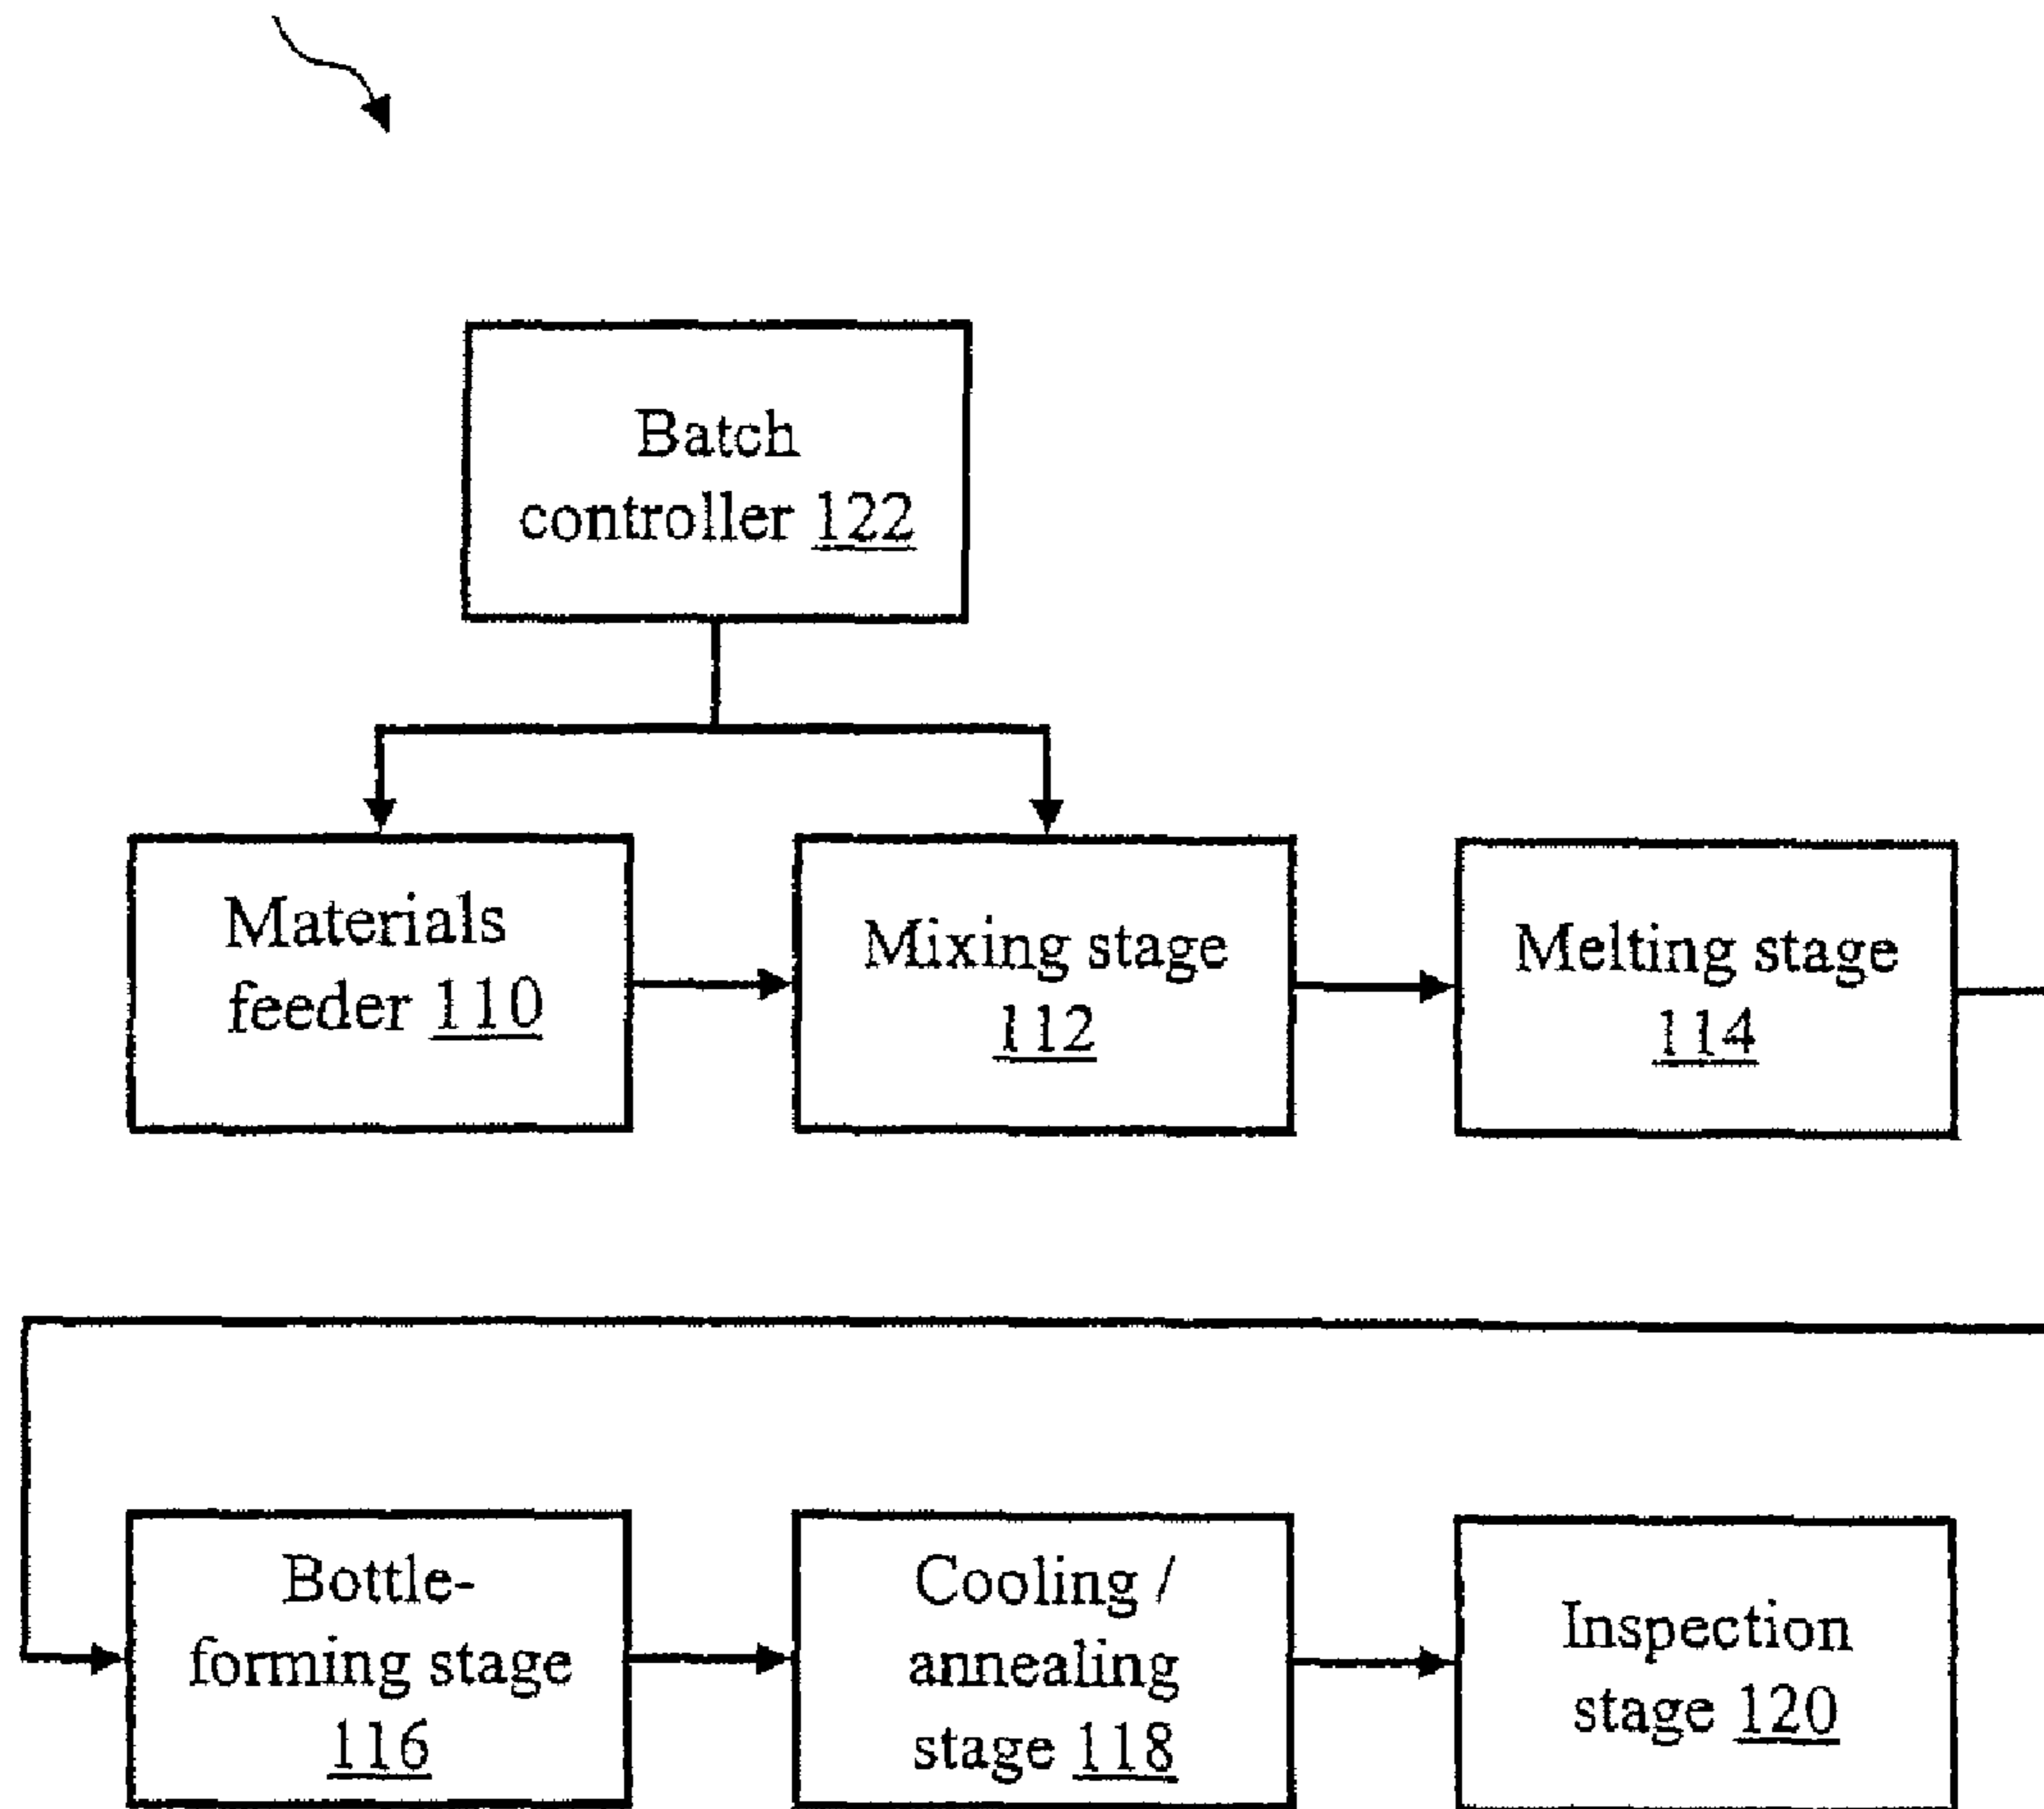 Batch
controller 122
Materials
feeder 110
Mixing stage
112
Melting stage
114
Bottle-
forming stage
116
Cooling /
annealing
stage 118
Inspection
stage 120